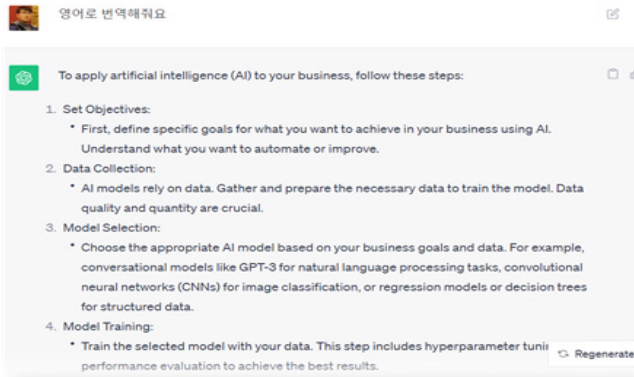 영어로 번역해줘요
To apply artificial intelligence (AI) to your business, follow these steps:
1. Set Objectives:
• First, define specific goals for what you want to achieve in your business using AI.
Understand what you want to automate or improve.
2. Data Collection:
• AI models rely on data. Gather and prepare the necessary data to train the model. Data
quality and quantity are crucial.
3. Model Selection:
• Choose the appropriate AI model based on your business goals and data. For example,
conversational models like GPT-3 for natural language processing tasks, convolutional
neural networks (CNNs) for image classification, or regression models or decision trees
for structured data.
4. Model Training:
• Train the selected model with your data. This step includes hyperparameter
Regenerate
performance evaluation to achieve the best results.